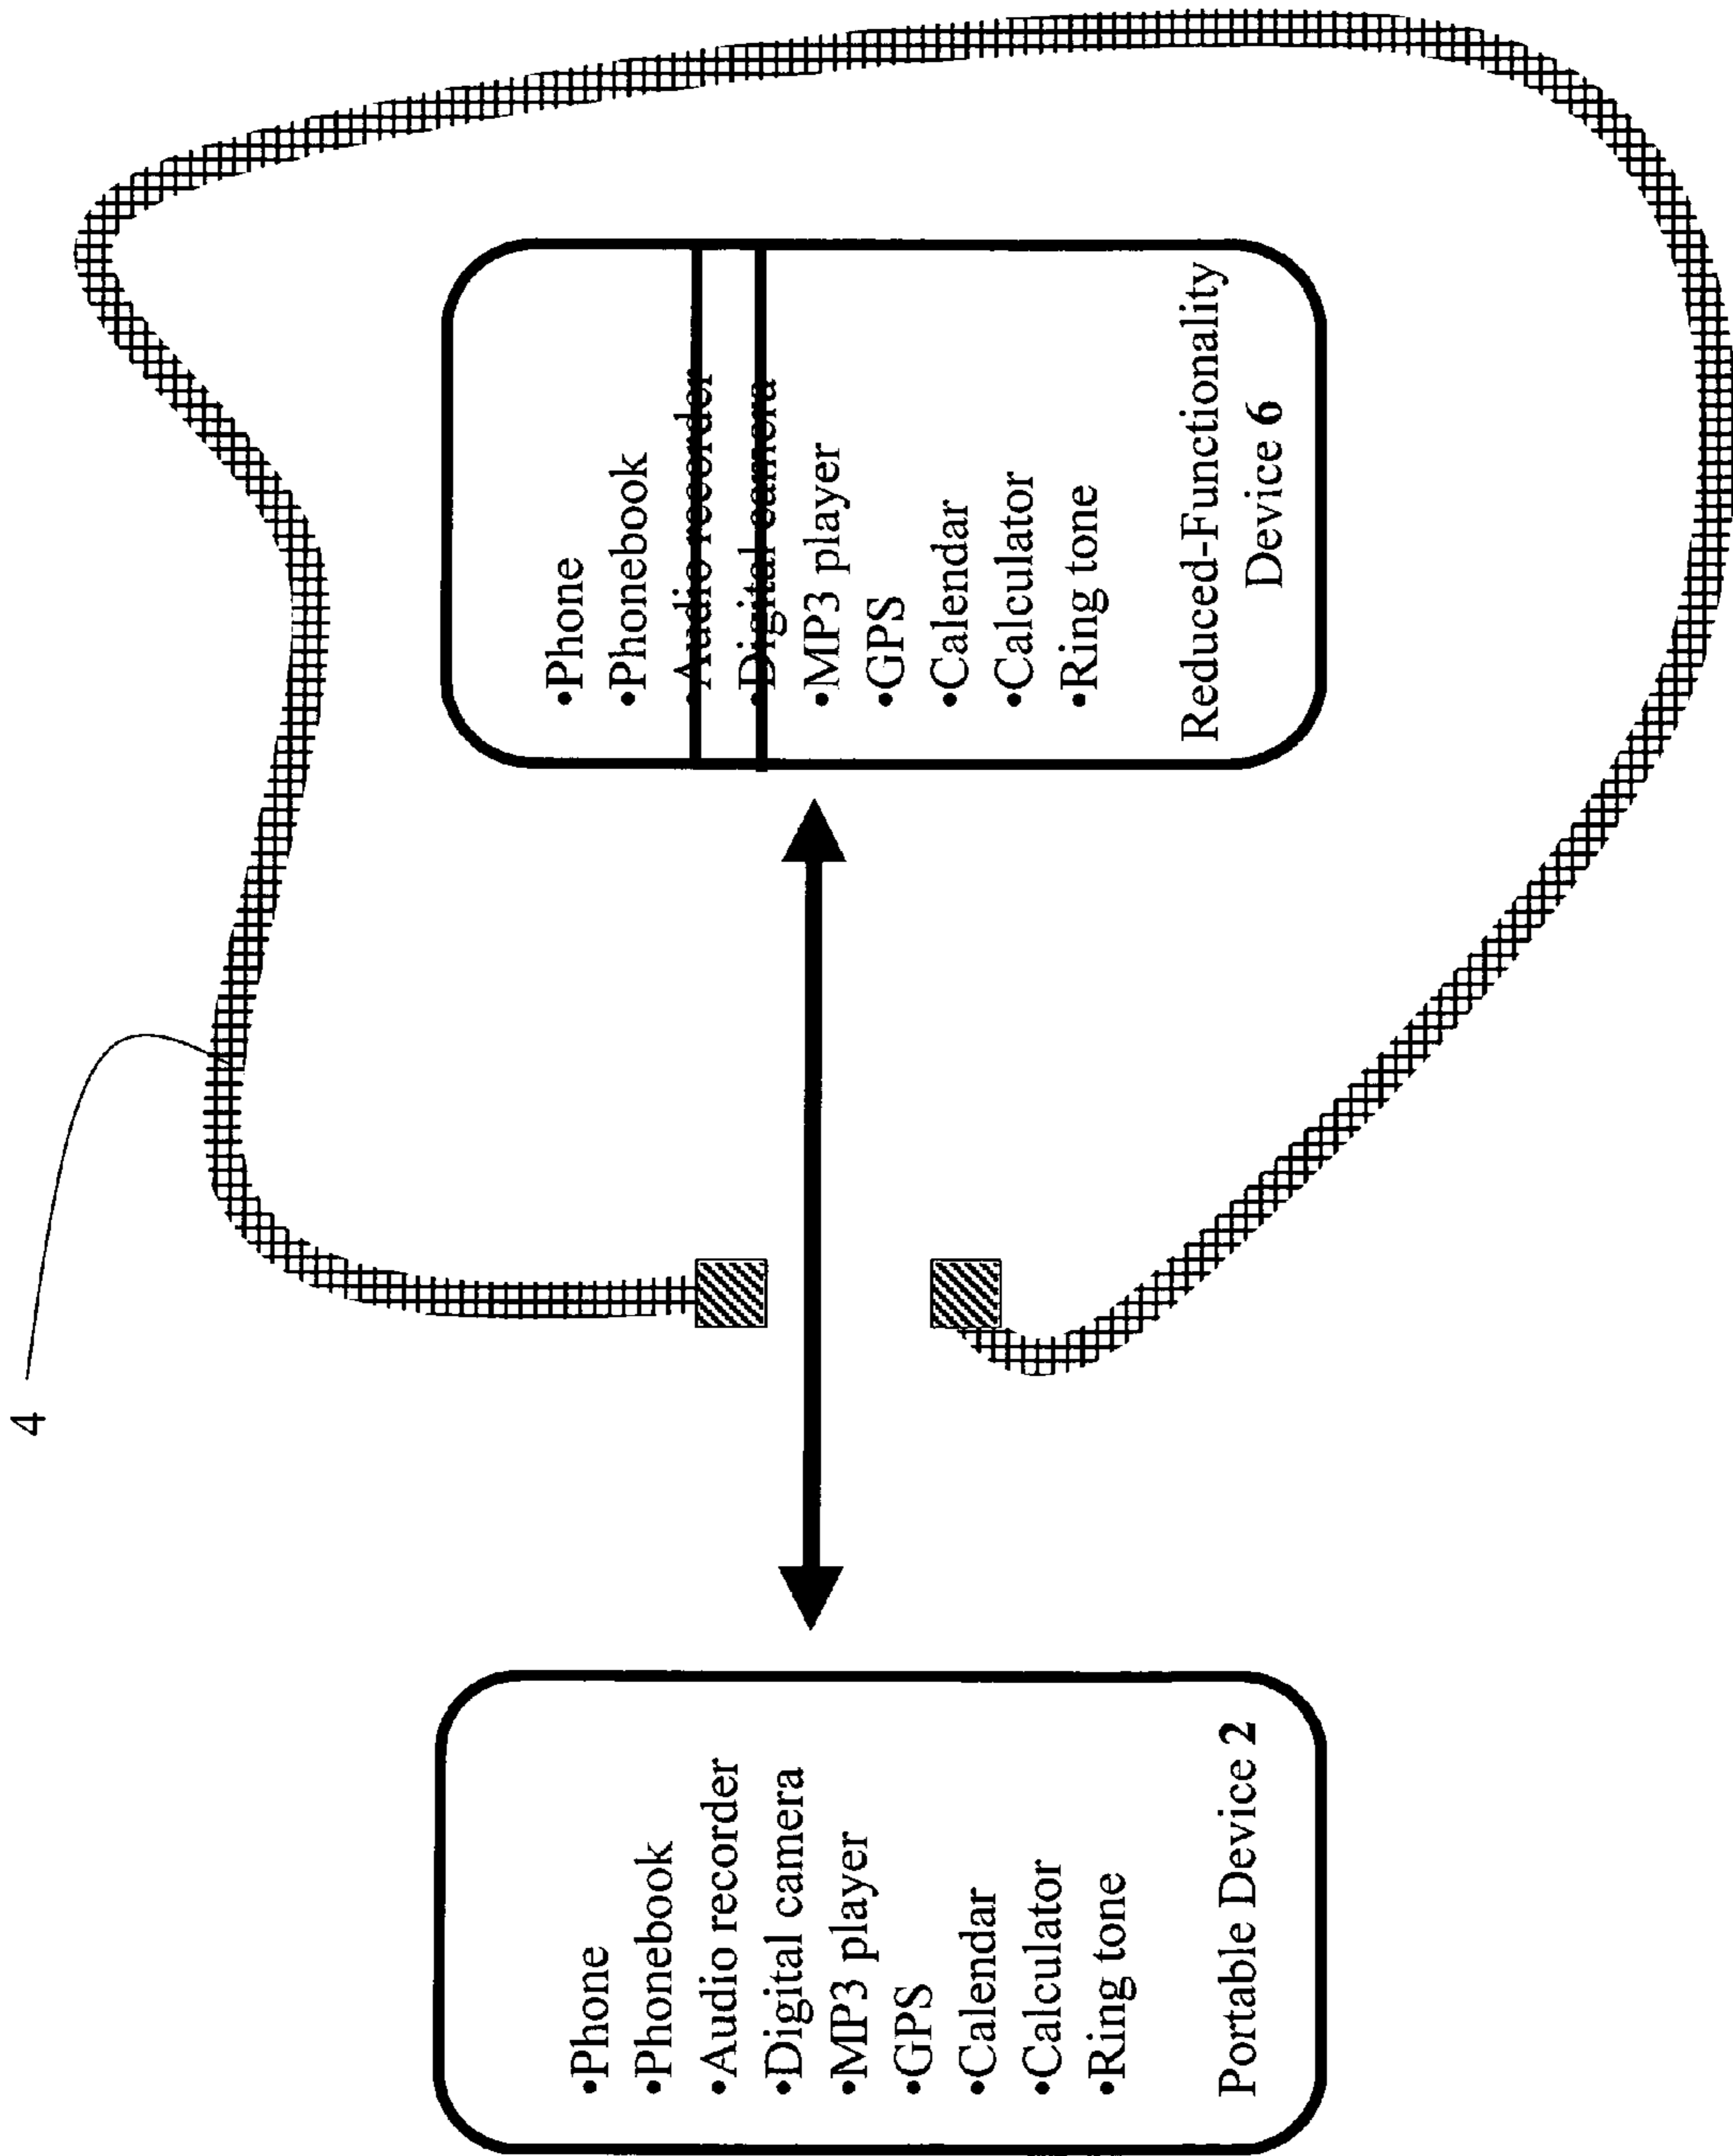 4
•Phone
•Phonebook
•Audio recorder
•Digital camera
•MP3 player
•GPS
•Calendar
•Calculator
•Ring tone
Portable Device 2
•Phone
•Phonebook
•Audio recorder
•Digital camera
•MP3 player
•GPS
•Calendar
•Calculator
•Ring tone
Reduced-Functionality
Device 6